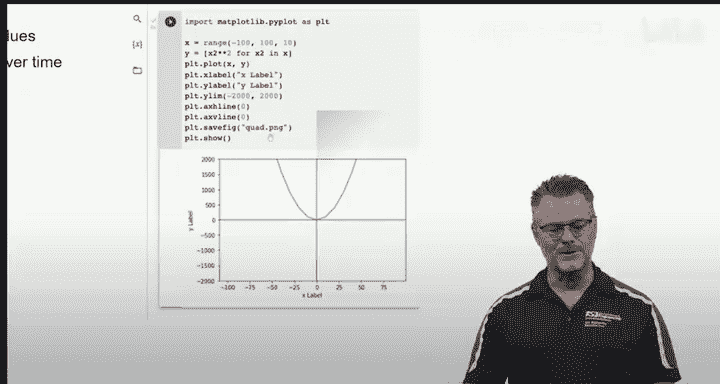 lues
over time
{x}
import matplotlib.pyplot as plt
x = range(-100, 100, 10)
y = [x2**2 for x2 in x]
plt.plot(x, y)
plt.xlabel("x Label")
plt.ylabel("y Label")
plt.ylim(-2000, 2000)
plt.axhline(0)
plt.axvline(0)
plt.savefig("quad.png")
plt.show()
2000
1500
1000
500
0
-500
-1000
-1500
-2000
y Label
-100 -75 -50 -25 0 25 50 75
x Label